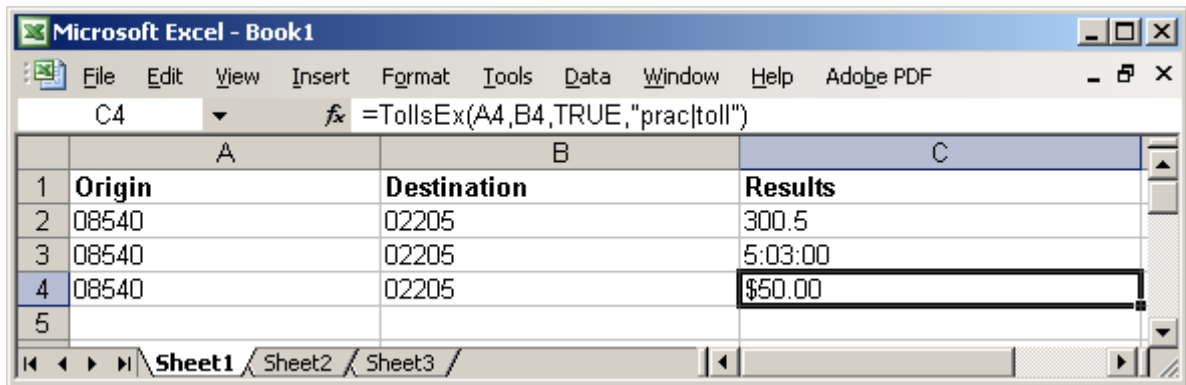 Microsoft Excel - Book1
File Edit View Insert Format Tools Data Window Help Adobe PDF
C4 fx =TollsEx(A4,B4,TRUE,"prac|toll")
A B C
1 Origin Destination Results
2 08540 02205 300.5
3 08540 02205 5:03:00
4 08540 02205 $50.00
5
Sheet1 Sheet2 Sheet3